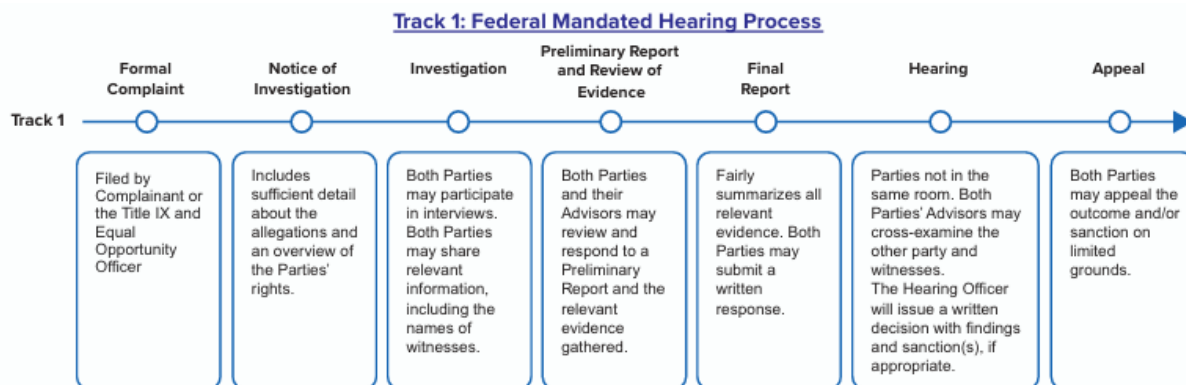 Track 1: Federal Mandated Hearing Process
Formal
Complaint
Notice of
Investigation
Investigation
Preliminary Report
and Review of
Evidence
Final
Report
Hearing
Appeal
Track 1
Filed by
Complainant or
the Title IX and
Equal
Opportunity
Officer
Includes
sufficient detail
about the
allegations and
an overview of
the Parties'
rights.
Both Parties
may participate
in interviews.
Both Parties
may share
relevant
information,
including the
names of
witnesses.
Both Parties
and their
Advisors may
review and
respond to a
Preliminary
Report and the
relevant
evidence
gathered.
Fairly
summarizes all
relevant
evidence. Both
Parties may
submit a
written
response.
Parties not in the
same room. Both
Parties' Advisors may
cross-examine the
other party and
witnesses.
The Hearing Officer
will issue a written
decision with findings
and sanction(s), if
appropriate.
Both Parties
may appeal the
outcome and/or
sanction on
limited
grounds.